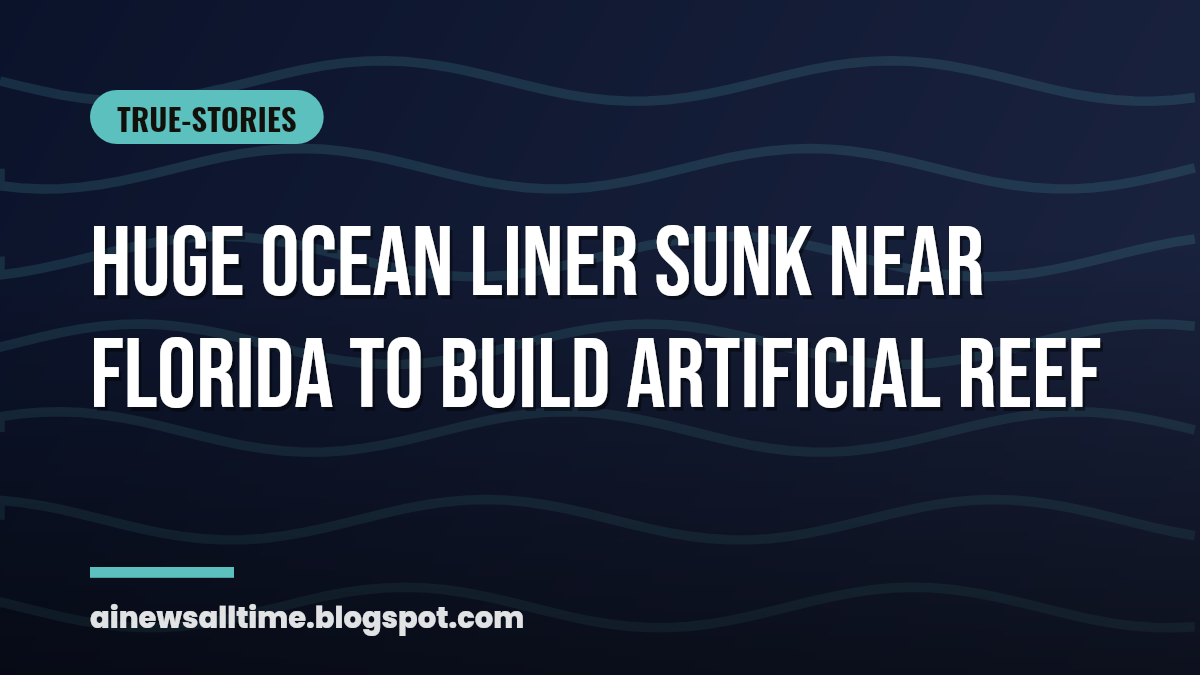 TRUE-STORIES
HUGE OCEAN LINER SUNK NEAR
FLORIDA TO BUILD ARTIFICIAL REEF
ainewsalltime.blogspot.com